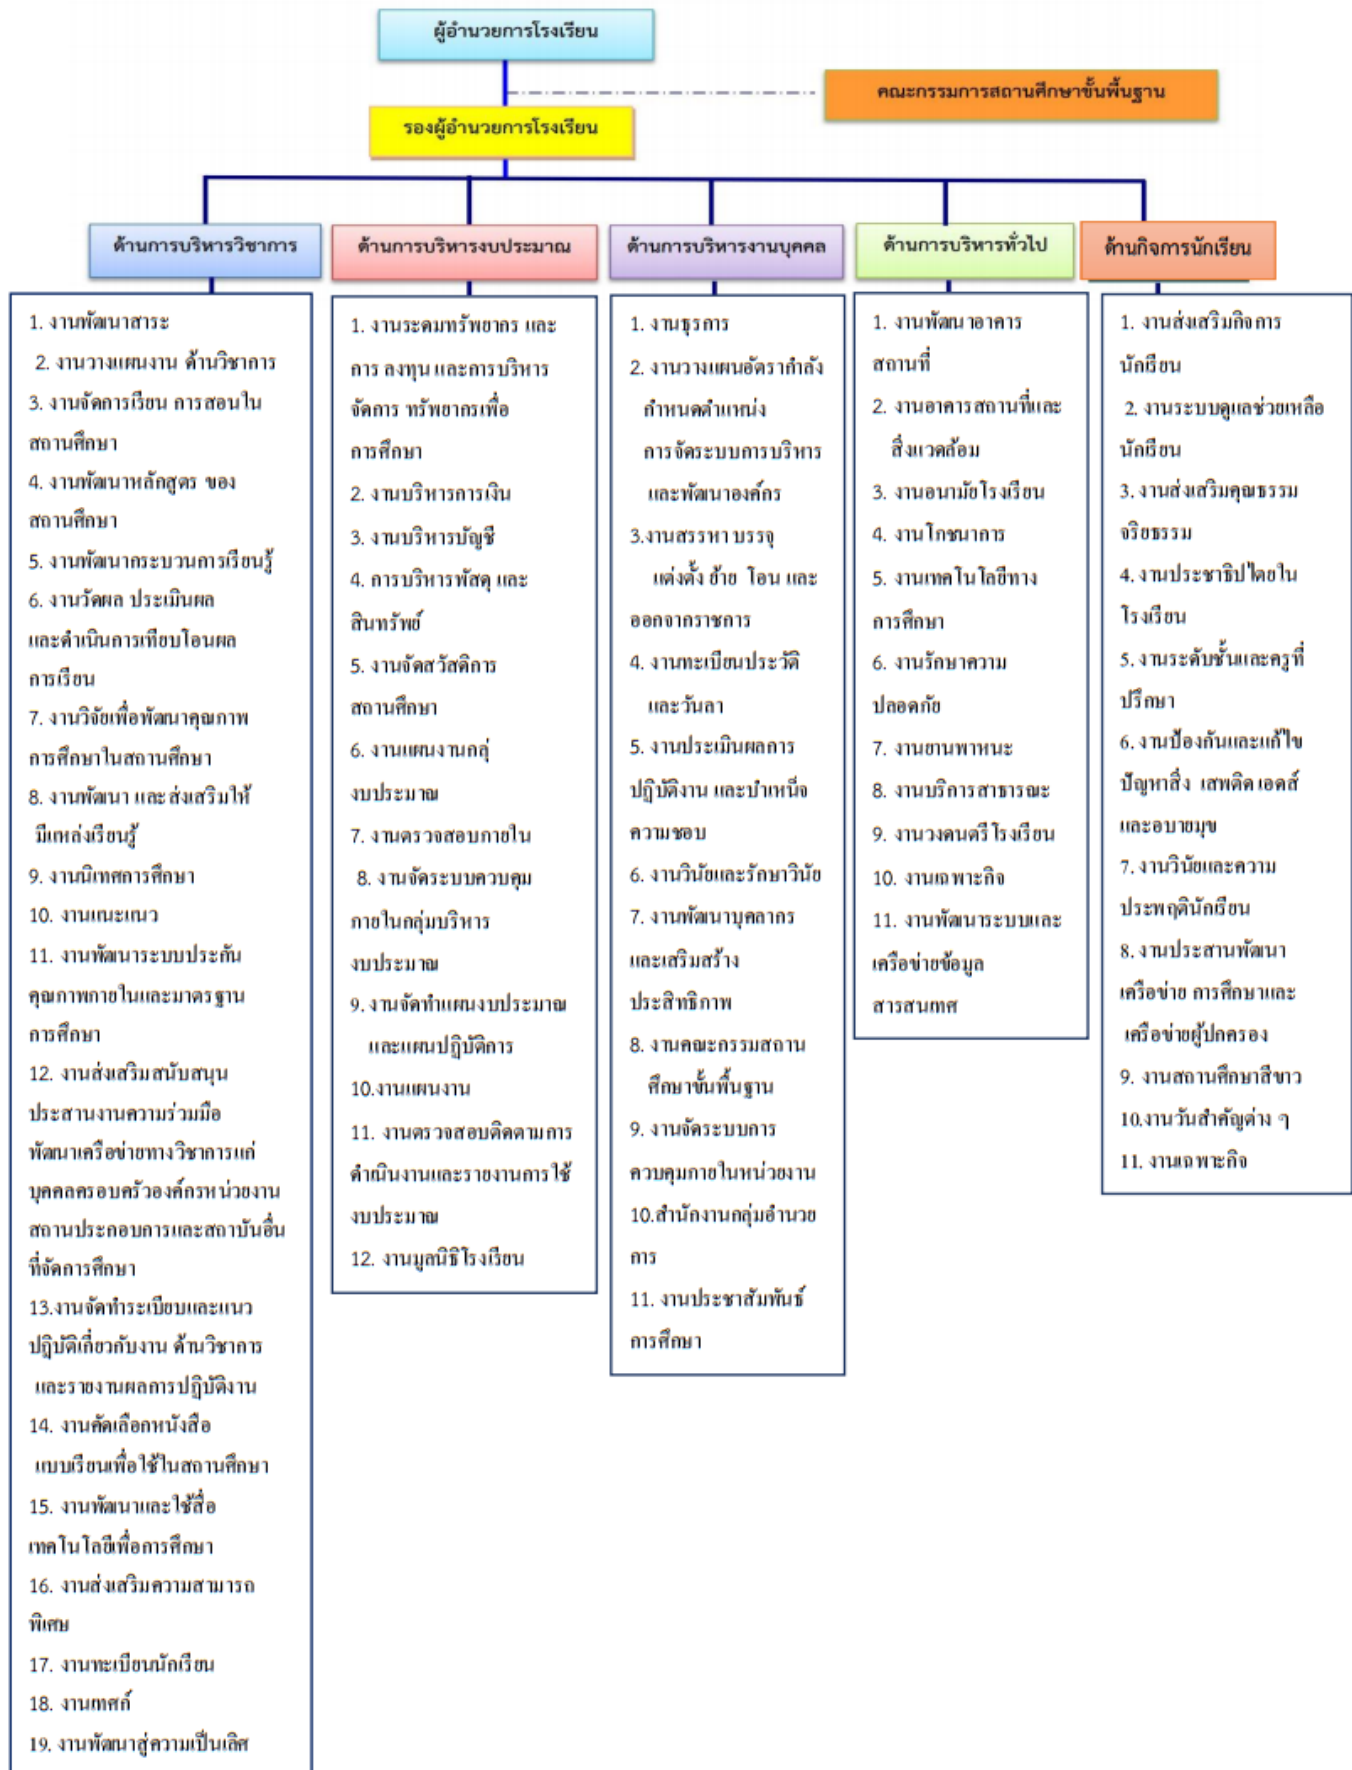 ผู้อำนวยการโรงเรียน
คณะกรรมการสถานศึกษาขั้นพื้นฐาน
รองผู้อำนวยการโรงเรียน
ด้านการบริหารวิชาการ
1. งานพัฒนาสาระ
2. งานวางแผนงาน ด้านวิชาการ
3. งานจัดการเรียน การสอนใน
สถานศึกษา
4. งานพัฒนาหลักสูตร ของ
สถานศึกษา
5. งานพัฒนากระบวนการเรียนรู้
6. งานวัดผล ประเมินผล
และดำเนินการเทียบโอนผล
การเรียน
7. งานวิจัยเพื่อพัฒนาคุณภาพ
การศึกษาในสถานศึกษา
8. งานพัฒนา และส่งเสริมให้
มีแหล่งเรียนรู้
9. งานนิเทศการศึกษา
10. งานแนะแนว
11. งานพัฒนาระบบประกัน
คุณภาพภายในและมาตรฐาน
การศึกษา
12. งานส่งเสริมสนับสนุน
ประสานงานความร่วมมือ
พัฒนาเครือข่ายทางวิชาการแก่
บุคคลครอบครัวองค์กรหน่วยงาน
สถานประกอบการและสถาบันอื่น
ที่จัดการศึกษา
13.งานจัดทำระเบียบและแนว
ปฏิบัติเกี่ยวกับงาน ด้านวิชาการ
และรายงานผลการปฏิบัติงาน
14. งานคัดเลือกหนังสือ
แบบเรียนเพื่อใช้ในสถานศึกษา
15. งานพัฒนาและใช้สื่อ
เทคโนโลยีเพื่อการศึกษา
16. งานส่งเสริมความสามารถ
พิเศษ
17. งานทะเบียนนักเรียน
18. งานทศก์
19. งานพัฒนาสู่ความเป็นเลิศ
ด้านการบริหารงบประมาณ
1. งานระดมทรัพยากร และ
การ ลงทุน และการบริหาร
จัดการ ทรัพยากรเพื่อ
การศึกษา
2. งานบริหารการเงิน
3. งานบริหารบัญชี
4. การบริหารพัสดุ และ
สินทรัพย์
5. งานจัดสวัสดิการ
สถานศึกษา
6. งานแผนงานกลุ่
งบประมาณ
7. งานตรวจสอบภายใน
8. งานจัดระบบควบคุม
ภายในกลุ่มบริหาร
งบประมาณ
9. งานจัดทำแผนงบประมาณ
และแผนปฏิบัติการ
10.งานแผนงาน
11. งานตรวจสอบติดตามการ
ดำเนินงานและรายงานการใช้
งบประมาณ
12. งานมูลนิธิโรงเรียน
ด้านการบริหารงานบุคคล
1. งานธุรการ
2. งานวางแผนอัตรากำลัง
กำหนดตำแหน่ง
การจัดระบบการบริหาร
และพัฒนาองค์กร
3.งานสรรหา บรรจุ
แต่งตั้ง ย้าย โอน และ
ออกจากราชการ
4. งานทะเบียนประวัติ
และวันลา
5. งานประเมินผลการ
ปฏิบัติงาน และบำเหน็จ
ความชอบ
6. งานวินัยและรักษาวินัย
7. งานพัฒนาบุคลากร
และเสริมสร้าง
ประสิทธิภาพ
8. งานคณะกรรมสถาน
ศึกษาขั้นพื้นฐาน
9. งานจัดระบบการ
ควบคุมภายในหน่วยงาน
10.สำนักงานกลุ่มอำนวย
การ
11. งานประชาสัมพันธ์
การศึกษา
ด้านการบริหารทั่วไป
1. งานพัฒนาอาคาร
สถานที่
2. งานอาคารสถานที่และ
สิ่งแวดล้อม
3. งานอนามัยโรงเรียน
4. งานโภชนาการ
5. งานเทคโนโลยีทาง
การศึกษา
6. งานรักษาความ
ปลอดภัย
7. งานยานพาหนะ
8. งานบริการสาธารณะ
9. งานวงดนตรีโรงเรียน
10. งานเฉพาะกิจ
11. งานพัฒนาระบบและ
เครือข่ายข้อมูล
สารสนเทศ
ด้านกิจการนักเรียน
1. งานส่งเสริมกิจการ
นักเรียน
2. งานระบบดูแลช่วยเหลือ
นักเรียน
3. งานส่งเสริมคุณธรรม
จริยธรรม
4. งานประชาธิปไตยใน
โรงเรียน
5. งานระดับชั้นและครูที่
ปรึกษา
6. งานป้องกันและแก้ไข
ปัญหาสิ่ง เสพติด เอดส์
และอบายมุข
7. งานวินัยและความ
ประพฤตินักเรียน
8. งานประสานพัฒนา
เครือข่าย การศึกษาและ
เครือข่ายผู้ปกครอง
9. งานสถานศึกษาสีขาว
10.งานวันสำคัญต่าง ๆ
11. งานเฉพาะกิจ